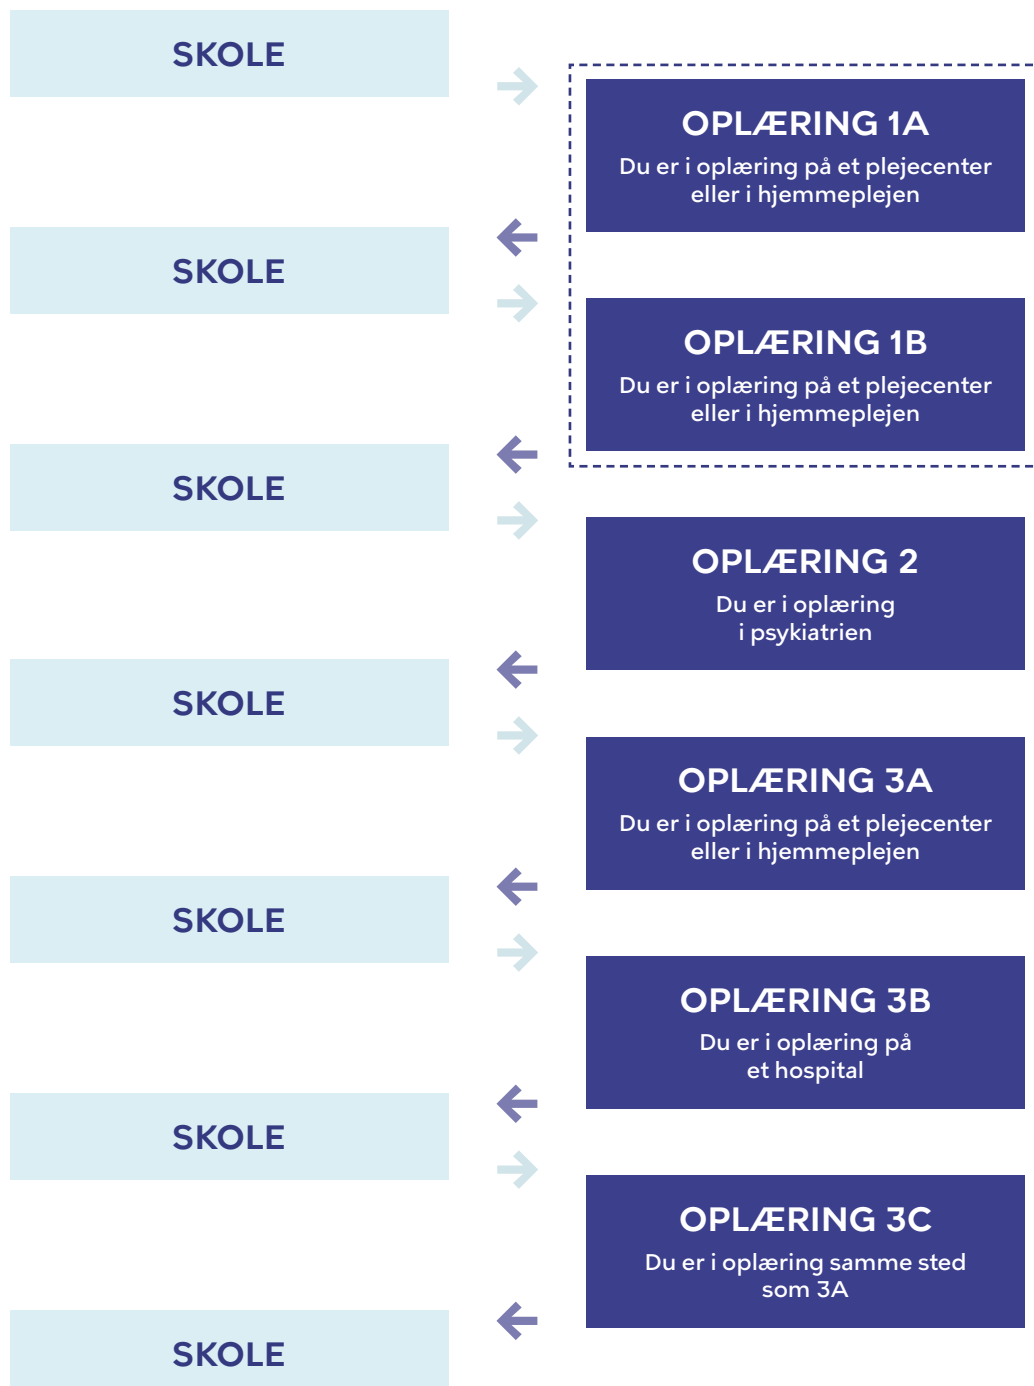 SKOLE
OPLÆRING 1A
Du er i oplæring på et plejecenter
eller i hjemmeplejen
SKOLE
OPLÆRING 1B
Du er i oplæring på et plejecenter
eller i hjemmeplejen
SKOLE
OPLÆRING 2
Du er i oplæring
i psykiatrien
SKOLE
OPLÆRING 3A
Du er i oplæring på et plejecenter
eller i hjemmeplejen
SKOLE
OPLÆRING 3B
Du er i oplæring på
et hospital
SKOLE
OPLÆRING 3C
Du er i oplæring samme sted
som 3A
SKOLE